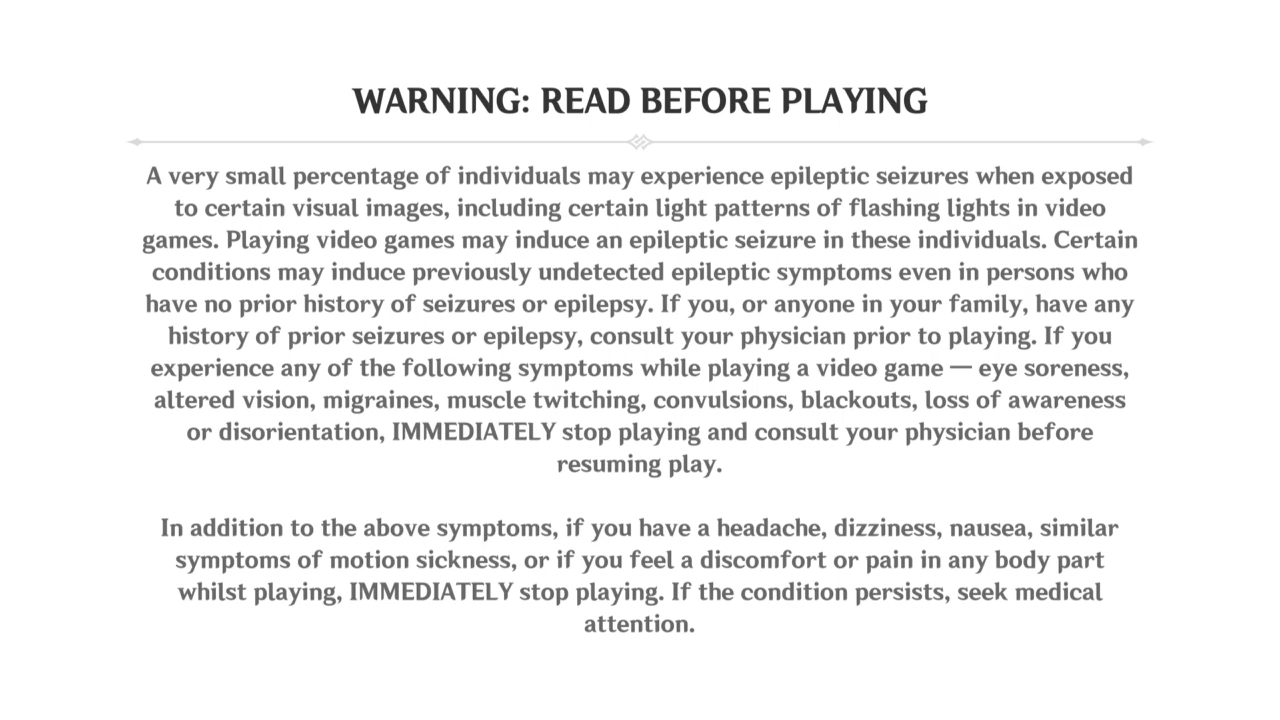 WARNING: READ BEFORE PLAYING
A very small percentage of individuals may experience epileptic seizures when exposed
to certain visual images, including certain light patterns of flashing lights in video
games. Playing video games may induce an epileptic seizure in these individuals. Certain
conditions may induce previously undetected epileptic symptoms even in persons who
have no prior history of seizures or epilepsy. If you, or anyone in your family, have any
history of prior seizures or epilepsy, consult your physician prior to playing. If you
experience any of the following symptoms while playing a video game — eye soreness,
altered vision, migraines, muscle twitching, convulsions, blackouts, loss of awareness
or disorientation, IMMEDIATELY stop playing and consult your physician before
resuming play.
In addition to the above symptoms, if you have a headache, dizziness, nausea, similar
symptoms of motion sickness, or if you feel a discomfort or pain in any body part
whilst playing, IMMEDIATELY stop playing. If the condition persists, seek medical
attention.